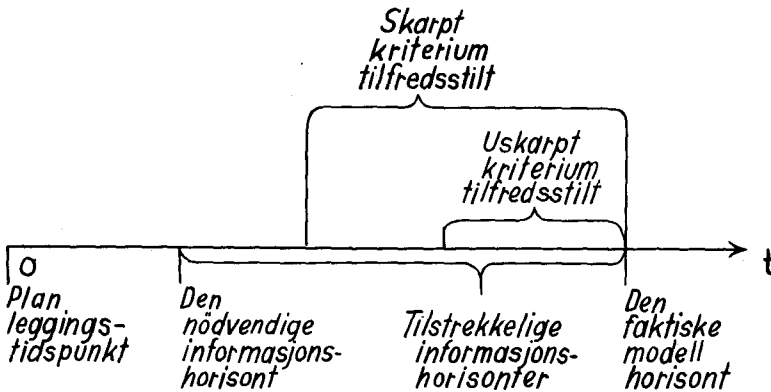 Skarpt
kriterium
tilfredsstilt
Uskarpt
kriterium
tilfredsstilt
0
t
Plan
leggings-
tidspunkt
Den
nödvendige
informasjons-
horisont
Tilstrekkelige
informasjons-
horisonter
Den
faktiske
modell
horisont